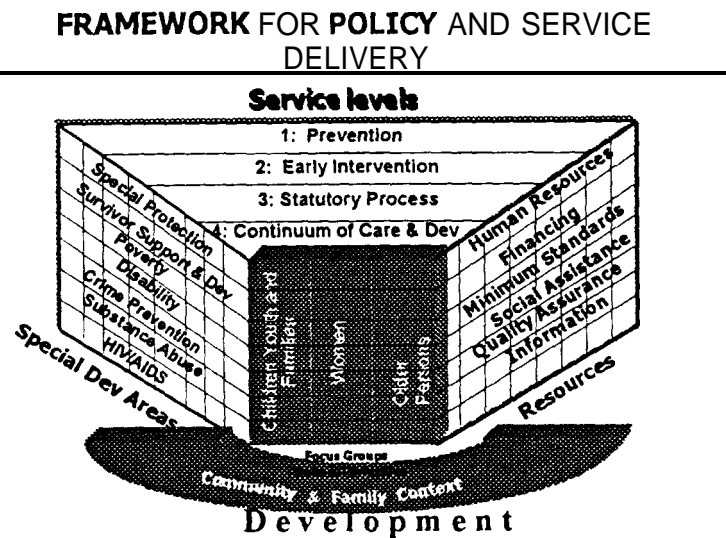 FRAMEWORK FOR POLICY AND SERVICE
DELIVERY
Service levels
1: Prevention
2: Early Intervention
3: Statutory Process
4: Continuum of Care & Dev
Special Protection
Survivor Support & Dev
Poverty
Disability
Crime Prevention
Substance Abuse
HIV/AIDS
Special Dev Areas
Children Youth and
Families
Women
Older
Persons
Human Resources
Financing
Minimum Standards
Social Assistance
Quality Assurance
Information
Resources
Focus Groups
Community & Family Context
Development